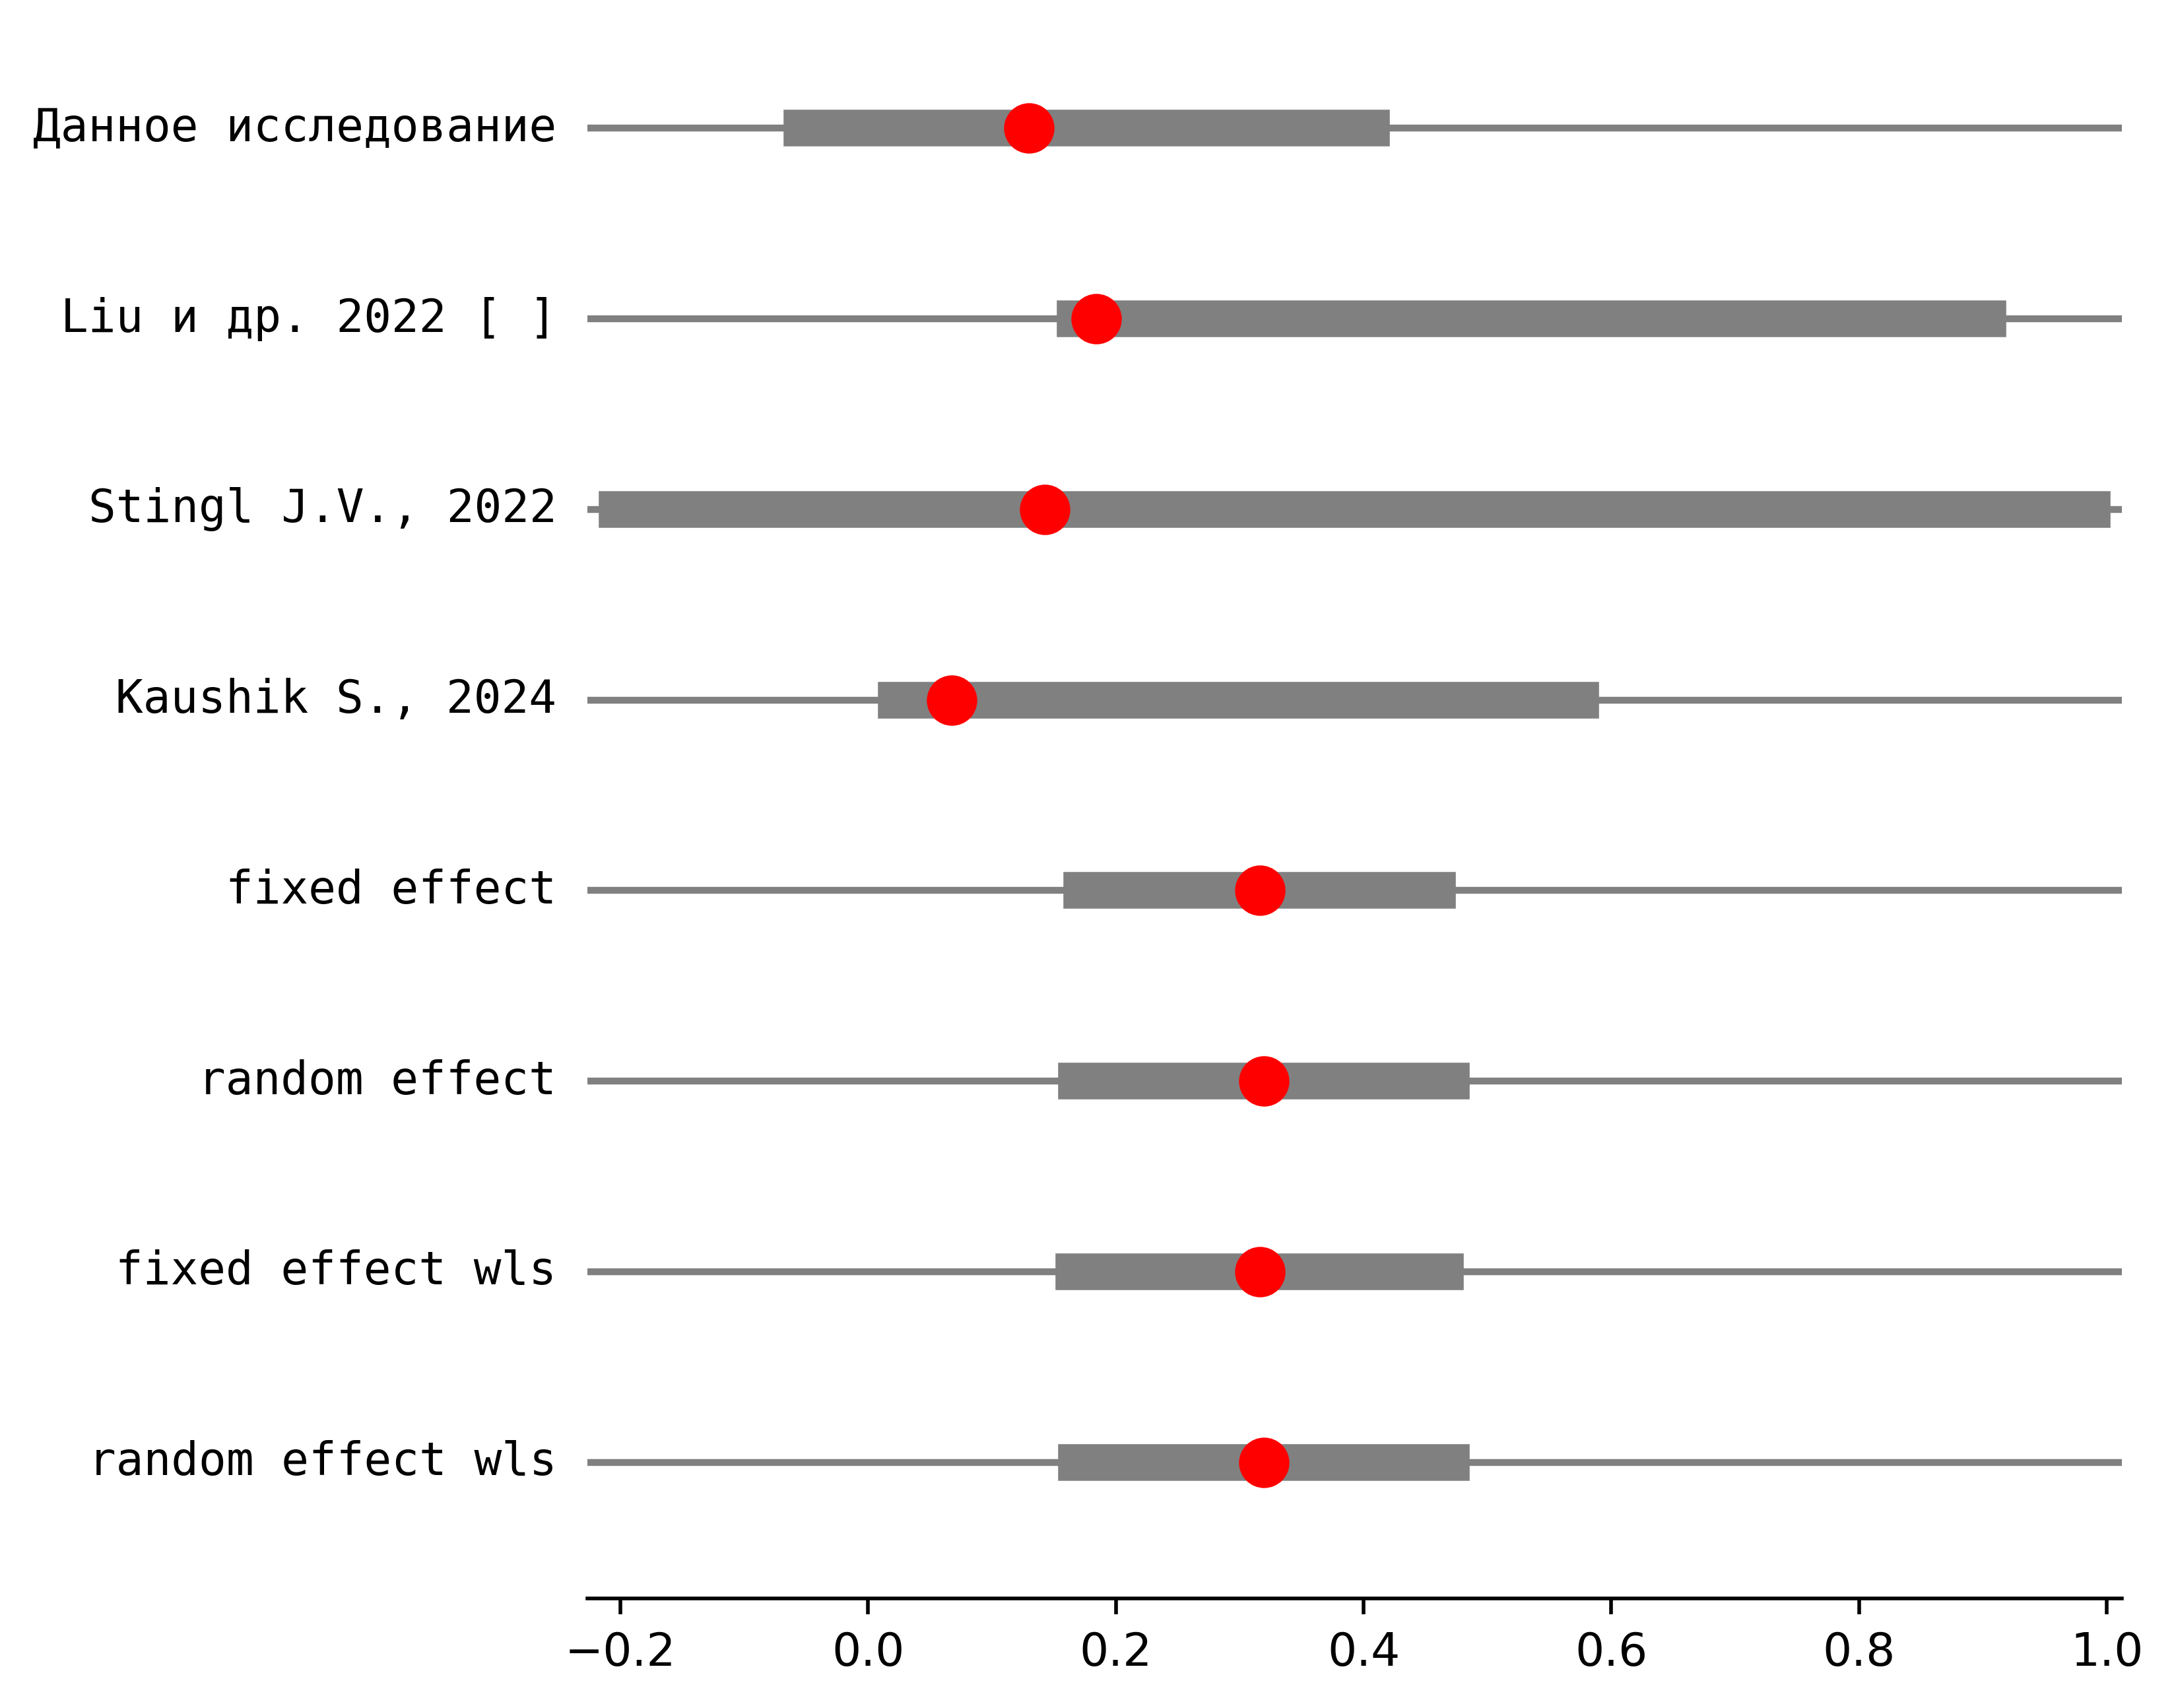 Данное исследование
Liu и др. 2022 [ ]
Stingl J.V., 2022
Kaushik S., 2024
fixed effect
random effect
fixed effect wls
random effect wls
−0.2 0.0 0.2 0.4 0.6 0.8 1.0